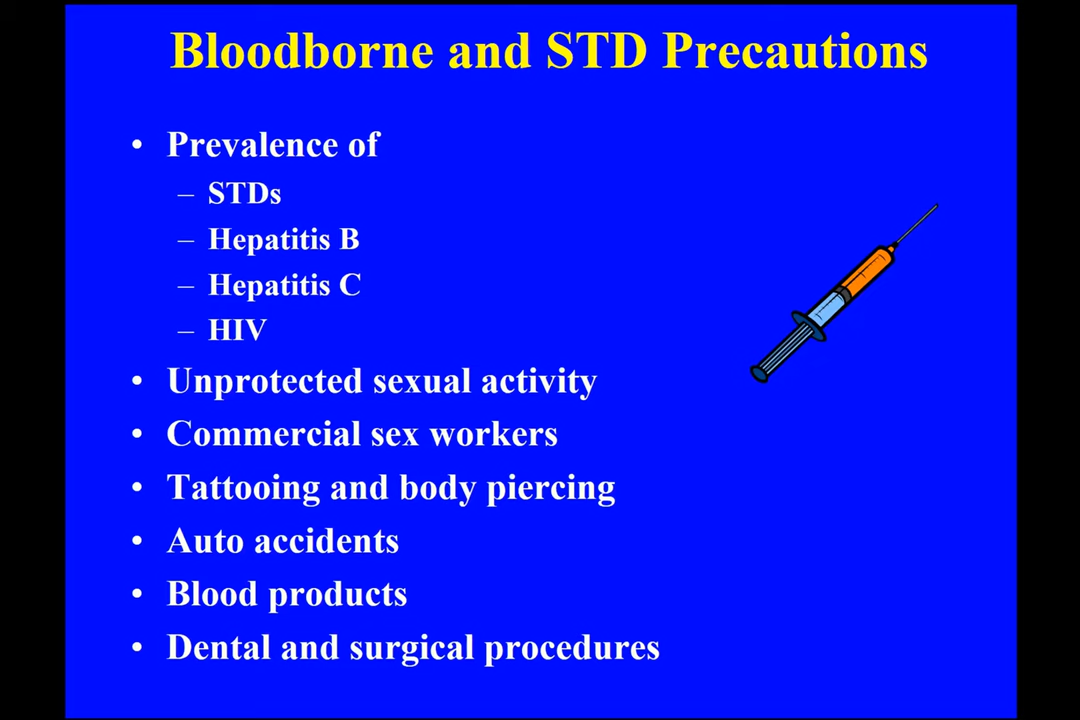 Bloodborne and STD Precautions
• Prevalence of
– STDs
– Hepatitis B
– Hepatitis C
– HIV
• Unprotected sexual activity
• Commercial sex workers
• Tattooing and body piercing
• Auto accidents
• Blood products
• Dental and surgical procedures